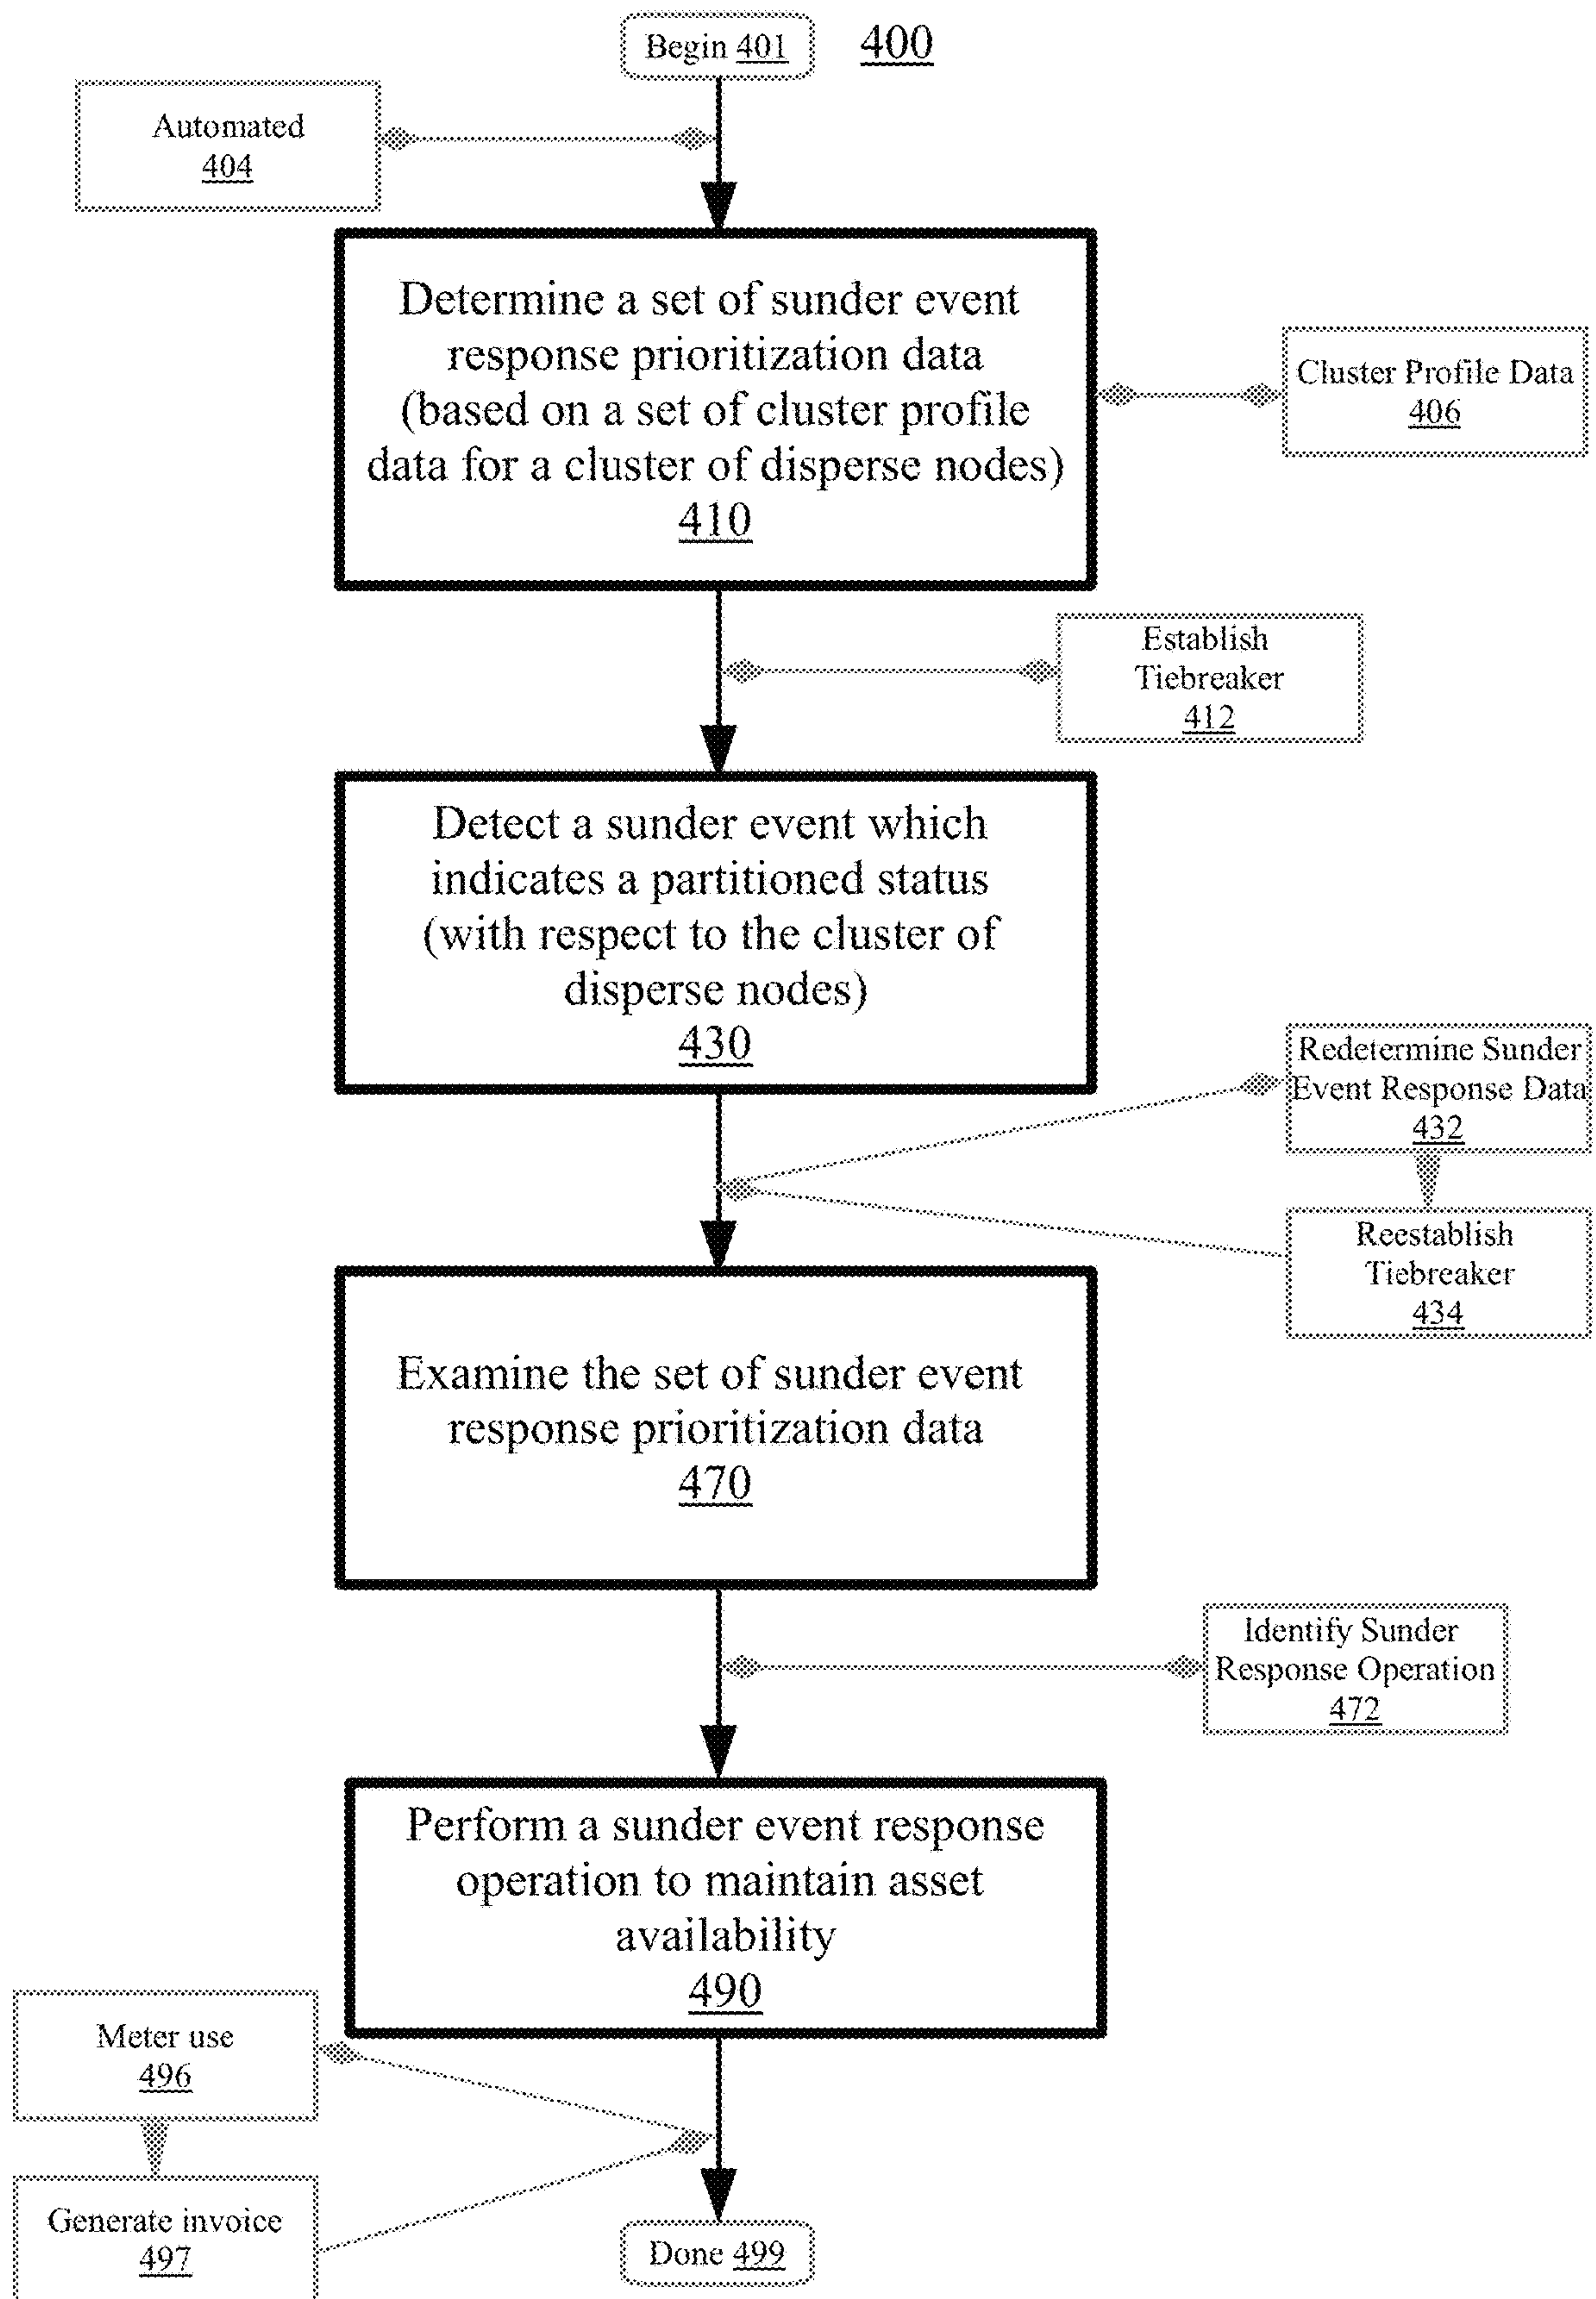 Begin 401
400
Automated
404
Determine a set of sunder event
response prioritization data
(based on a set of cluster profile
data for a cluster of disperse nodes)
410
Cluster Profile Data
406
Establish
Tiebreaker
412
Detect a sunder event which
indicates a partitioned status
(with respect to the cluster of
disperse nodes)
430
Redetermine Sunder
Event Response Data
432
Reestablish
Tiebreaker
434
Examine the set of sunder event
response prioritization data
470
Identify Sunder
Response Operation
472
Perform a sunder event response
operation to maintain asset
availability
490
Meter use
496
Generate invoice
497
Done 499